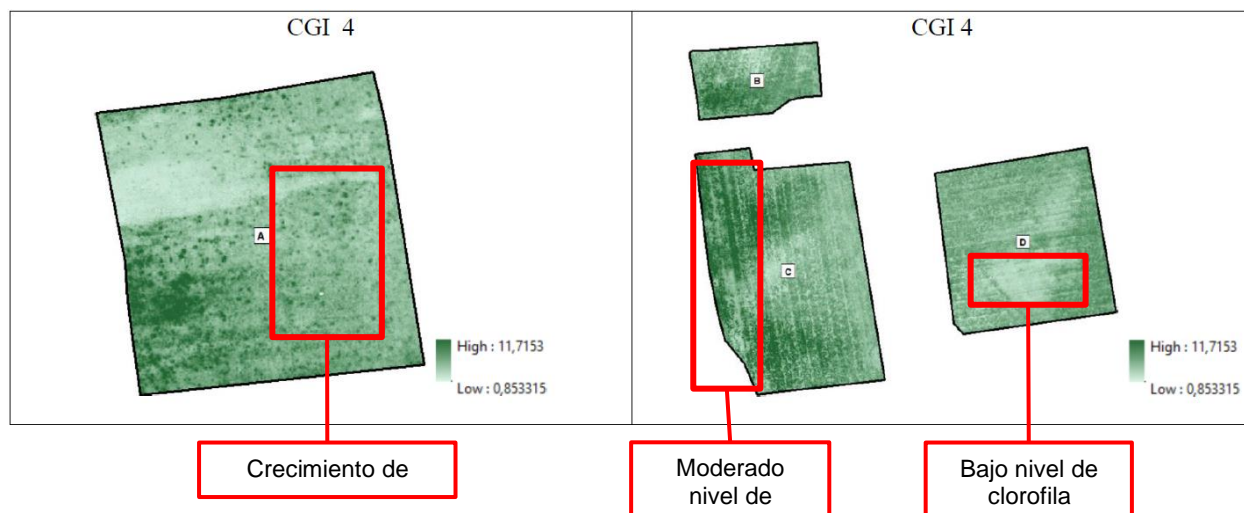 CGI 4
A
High : 11,7153
Low : 0,853315
CGI 4
B
C
D
High : 11,7153
Low : 0,853315
Crecimiento de
Moderado
nivel de
Bajo nivel de
clorofila